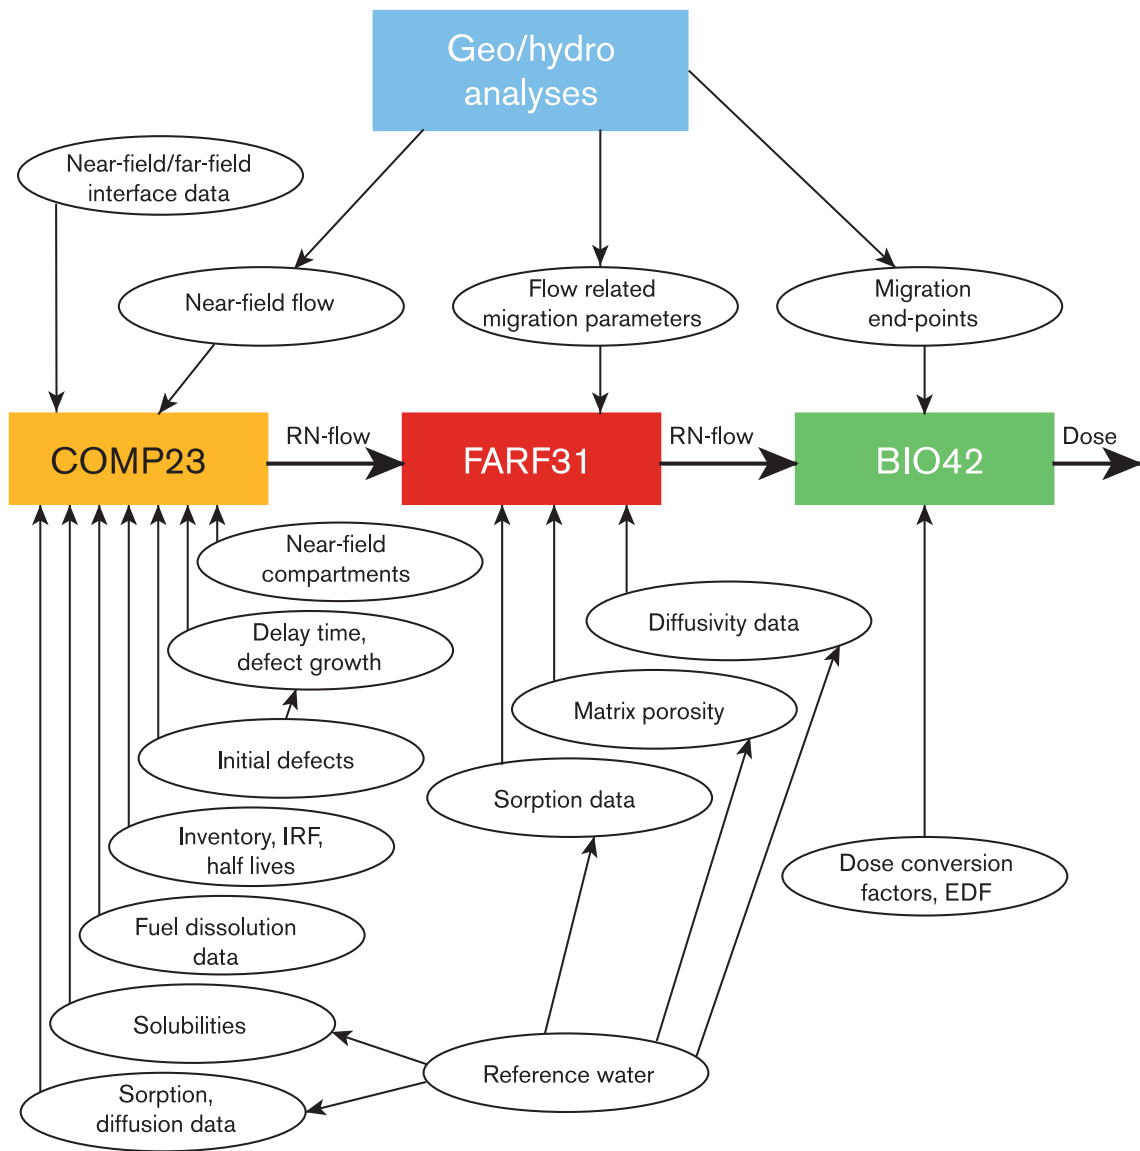 Geo/hydro
analyses
Near-field/far-field
interface data
Near-field flow
Flow related
migration parameters
Migration
end-points
COMP23
RN-flow
FARF31
RN-flow
BIO42
Dose
Near-field
compartments
Delay time,
defect growth
Diffusivity data
Matrix porosity
Initial defects
Sorption data
Inventory, IRF,
half lives
Dose conversion
factors, EDF
Fuel dissolution
data
Solubilities
Reference water
Sorption,
diffusion data